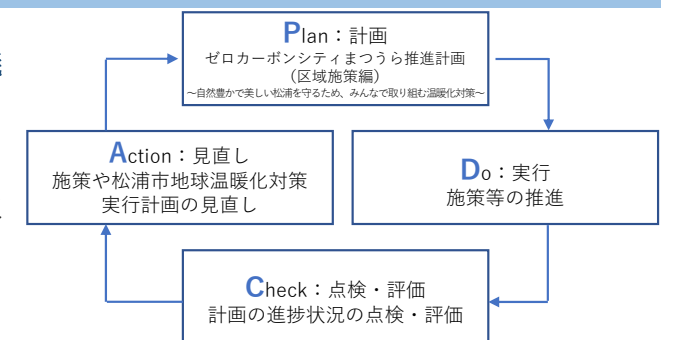 Plan：計画
ゼロカーボンシティまつうら推進計画
（区域施策編）
～自然豊かで美しい松浦を守るため、みんなで取り組む温暖化対策～
Action：見直し
施策や松浦市地球温暖化対策
実行計画の見直し
Do：実行
施策等の推進
Check：点検・評価
計画の進捗状況の点検・評価